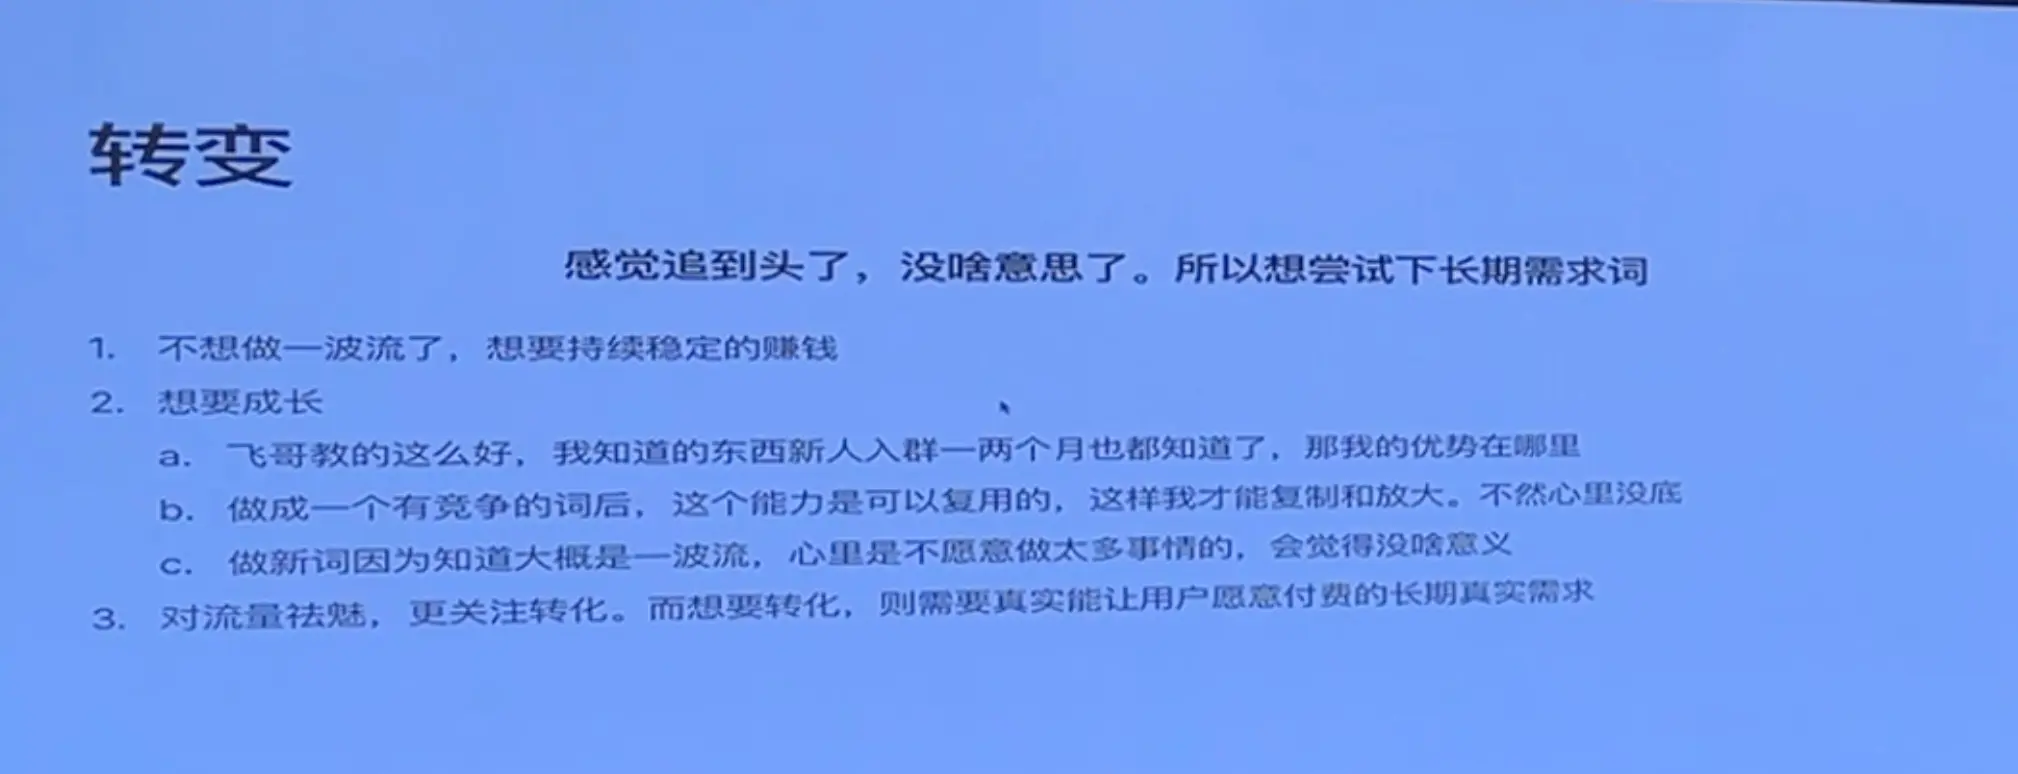 转变
感觉追到头了，没啥意思了。所以想尝试下长期需求词
1. 不想做一波流了，想要持续稳定的赚钱
2. 想要成长
a. 飞哥教的这么好，我知道的东西新人入群一两个月也都知道了，那我的优势在哪里
b. 做成一个有竞争的词后，这个能力是可以复用的，这样我才能复制和放大。不然心里没底
c. 做新词因为知道大概是一波流，心里是不愿意做太多事情的，会觉得没啥意义
3. 对流量祛魅，更关注转化。而想要转化，则需要真实能让用户愿意付费的长期真实需求